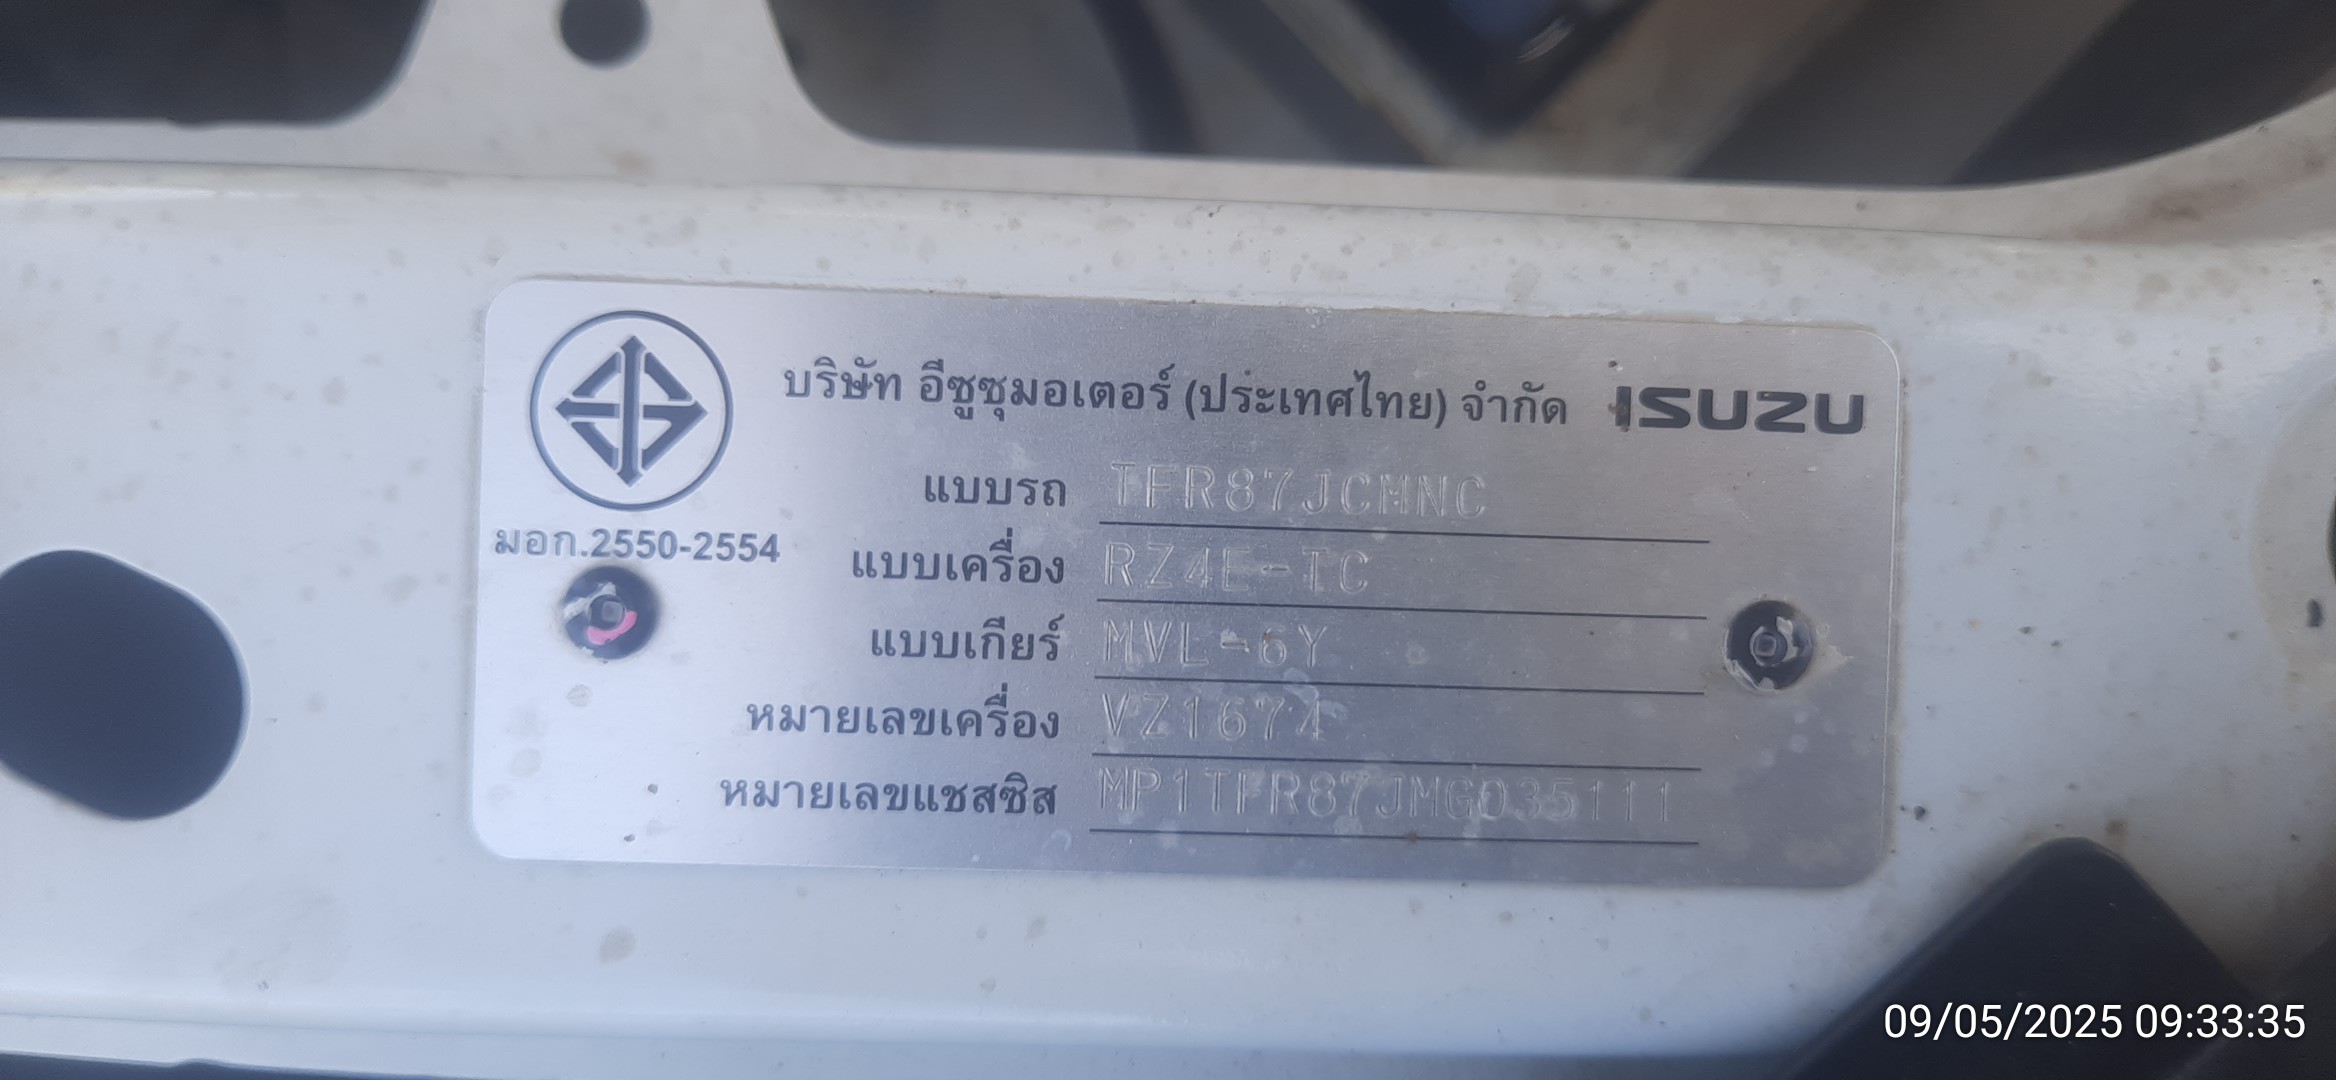 บริษัท อีซูซุมอเตอร์ (ประเทศไทย) จำกัด ISUZU
แบบรถ TFR87JCMNC
มอก.2550-2554
แบบเครื่อง RZ4E-TC
แบบเกียร์ MVL-6Y
หมายเลขเครื่อง VZ1674
หมายเลขแชสซิส MP1TFR87JMG035111
09/05/2025 09:33:35